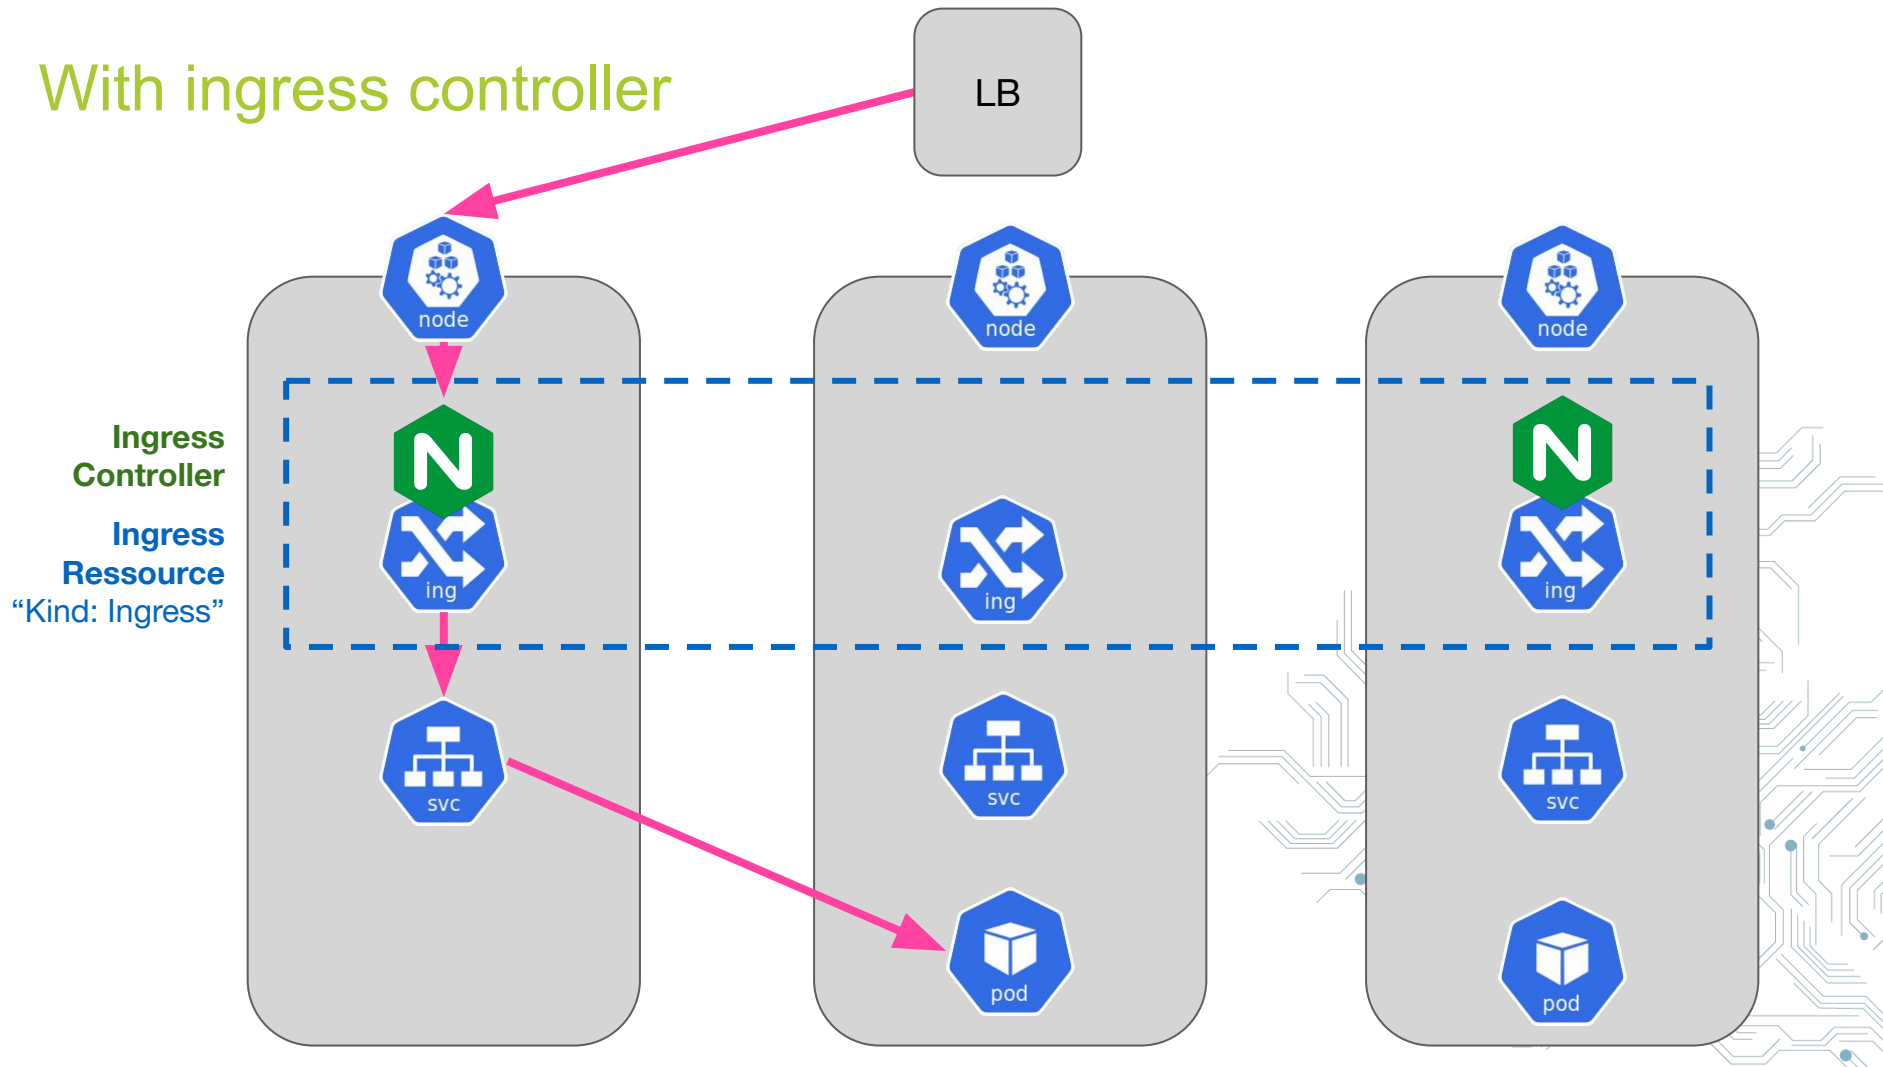 With ingress controller
LB
node
node
node
Ingress
Controller
N
N
Ingress
Ressource
“Kind: Ingress”
ing
ing
ing
svc
svc
svc
pod
pod